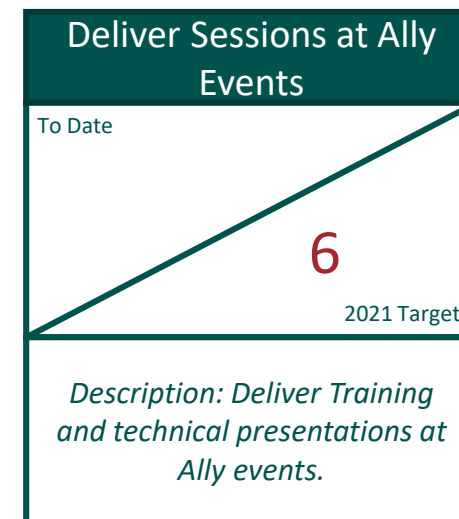 Deliver Sessions at Ally
Events
To Date
6
2021 Target
Description: Deliver Training
and technical presentations at
Ally events.